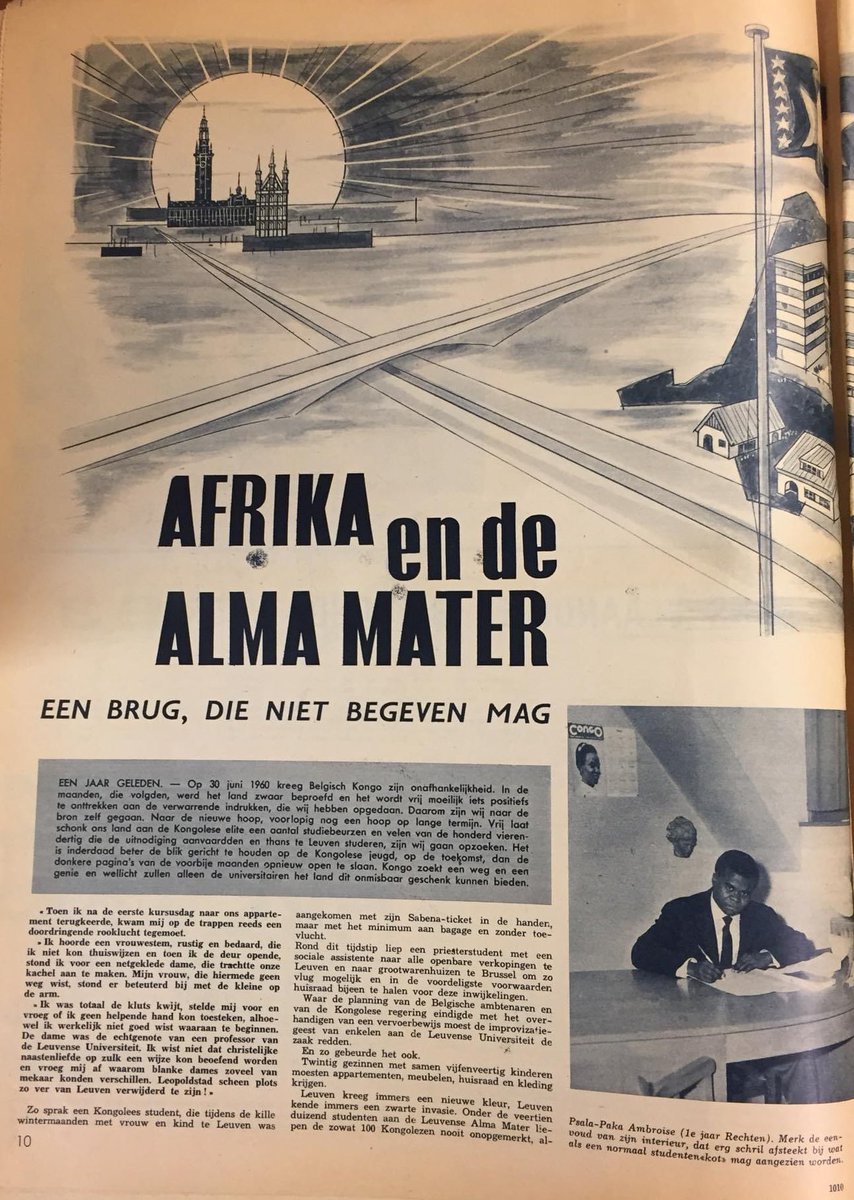 AFRIKA en de
ALMA MATER
EEN BRUG, DIE NIET BEGEVEN MAG
EEN JAAR GELEDEN. — Op 30 juni 1960 kreeg Belgisch Kongo zijn onafhankelijkheid. In de
maanden, die volgden, werd het land zwaar beproefd en het wordt vrij moeilijk iets positiefs
te onttrekken aan de verwarrende indrukken, die wij hebben opgedaan. Daarom zijn wij naar de
bron zelf gegaan. Naar de nieuwe hoop, voorlopig nog een hoop op lange termijn. Vrij laat
schonk ons land aan de Kongolese elite een aantal studiebeurzen en velen van de honderd vieren-
dertig die de uitnodiging aanvaardden en thans te Leuven studeren, zijn wij gaan opzoeken. Het
is inderdaad beter de blik gericht te houden op de Kongolese jeugd, op de toekomst, dan de
donkere pagina's van de voorbije maanden opnieuw open te slaan. Kongo zoekt een weg en een
genie en wellicht zullen alleen de universitairen het land dit onmisbaar geschenk kunnen bieden.
« Toen ik na de eerste kursusdag naar ons apparte-
ment terugkeerde, kwam mij op de trappen reeds een
doordringende rooklucht tegemoet.
» Ik hoorde een vrouwestem, rustig en bedaard, die
ik niet kon thuiswijzen en toen ik de deur opende,
stond ik voor een netgeklede dame, die trachtte onze
kachel aan te maken. Mijn vrouw, die hiermede geen
weg wist, stond er beteuterd bij met de kleine op
de arm.
» Ik was totaal de kluts kwijt, stelde mij voor en
vroeg of ik geen helpende hand kon toesteken, alhoe-
wel ik werkelijk niet goed wist waaraan te beginnen.
De dame was de echtgenote van een professor van
de Leuvense Universiteit. Ik wist niet dat christelijke
naastenliefde op zulk een wijze kon beoefend worden
en vroeg mij af waarom blanke dames zoveel van
mekaar konden verschillen. Leopoldstad scheen plots
zo ver van Leuven verwijderd te zijn ! »
Zo sprak een Kongolees student, die tijdens de kille
wintermaanden met vrouw en kind te Leuven was
10
aangekomen met zijn Sabena-ticket in de handen,
maar met het minimum aan bagage en zonder toe-
vlucht.
Rond dit tijdstip liep een priesterstudent met een
sociale assistente naar alle openbare verkopingen te
Leuven en naar grootwarenhuizen te Brussel om zo
vlug mogelijk en in de voordeligste voorwaarden
huisraad bijeen te halen voor deze inwijkelingen.
Waar de planning van de Belgische ambtenaren en
van de Kongolese regering eindigde met het over-
handigen van een vervoerbewijs moest de improvizatie-
geest van enkelen aan de Leuvense Universiteit de
zaak redden.
En zo gebeurde het ook.
Twintig gezinnen met samen vijfenveertig kinderen
moesten appartementen, meubelen, huisraad en kleding
krijgen.
Leuven kreeg immers een nieuwe kleur, Leuven
kende immers een zwarte invasie. Onder de veertien
duizend studenten aan de Leuvense Alma Mater lie-
pen de zowat 100 Kongolezen nooit onopgemerkt, al-
CONGO
Psala-Paka Ambroise (1e jaar Rechten). Merk de een-
voud van zijn interieur, dat erg schril afsteekt bij wat
als een normaal studenten«kot» mag aangezien worden.
1010